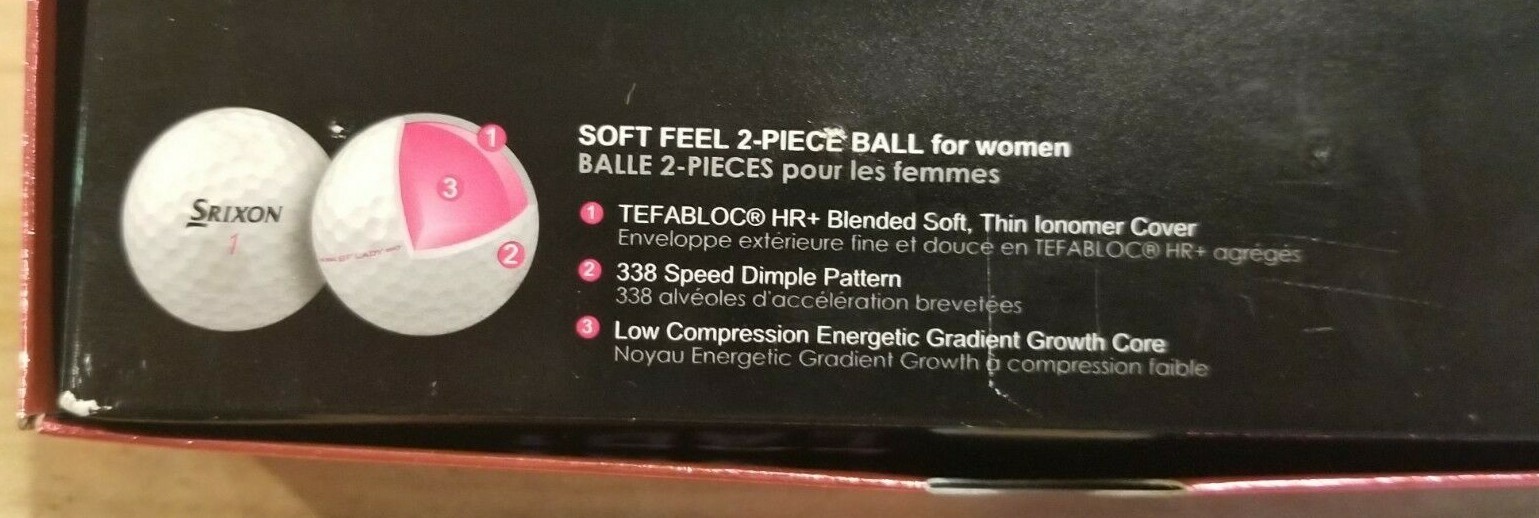 SRIXON
1
1
3
2
SOFT FEEL 2-PIECE BALL for women
BALLE 2-PIECES pour les femmes
1 TEFABLOC® HR+ Blended Soft, Thin Ionomer Cover
Enveloppe extérieure fine et douce en TEFABLOC® HR+ agrégés
2 338 Speed Dimple Pattern
338 alvéoles d'accélération brevetées
3 Low Compression Energetic Gradient Growth Core
Noyau Energetic Gradient Growth à compression faible